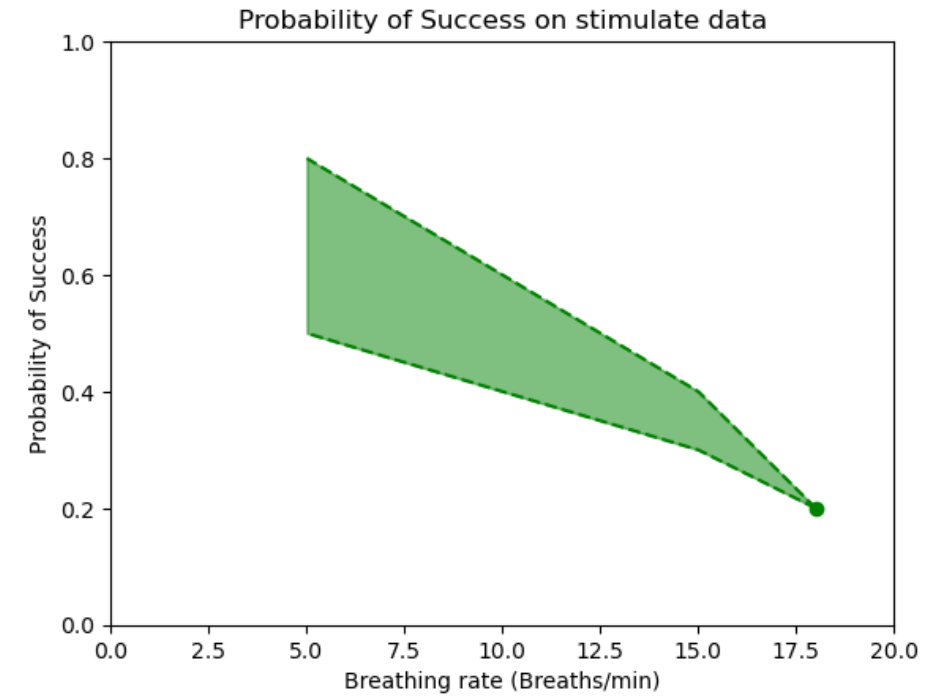 Probability of Success on stimulate data
1.0
0.8
0.6
0.4
0.2
0.0
Probability of Success
0.0 2.5 5.0 7.5 10.0 12.5 15.0 17.5 20.0
Breathing rate (Breaths/min)